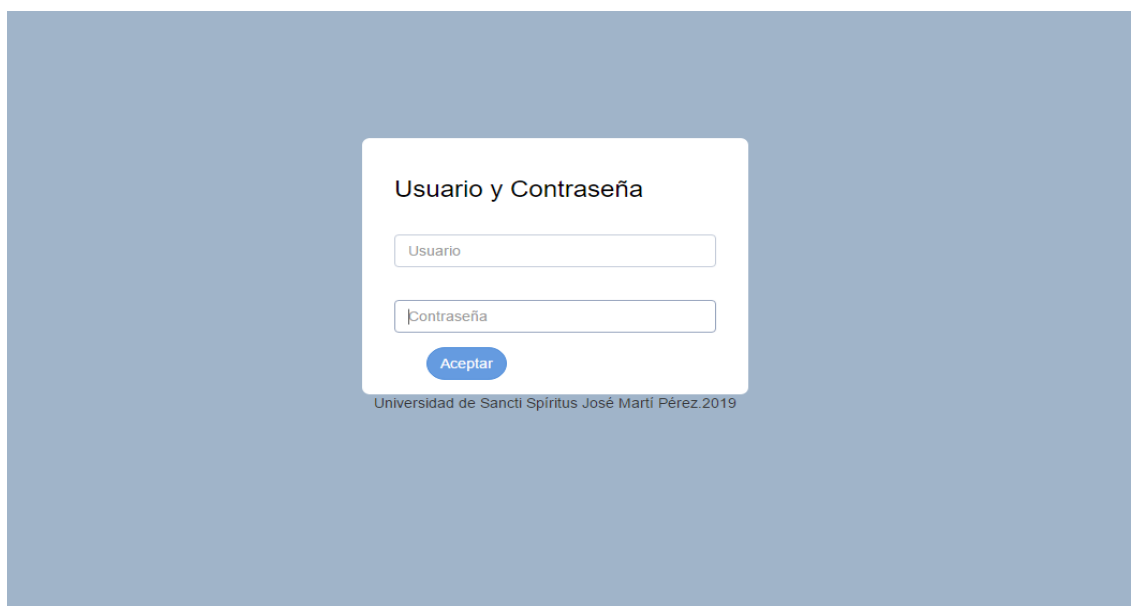 Usuario y Contraseña
Usuario
Contraseña
Aceptar
Universidad de Sancti Spíritus José Martí Pérez.2019